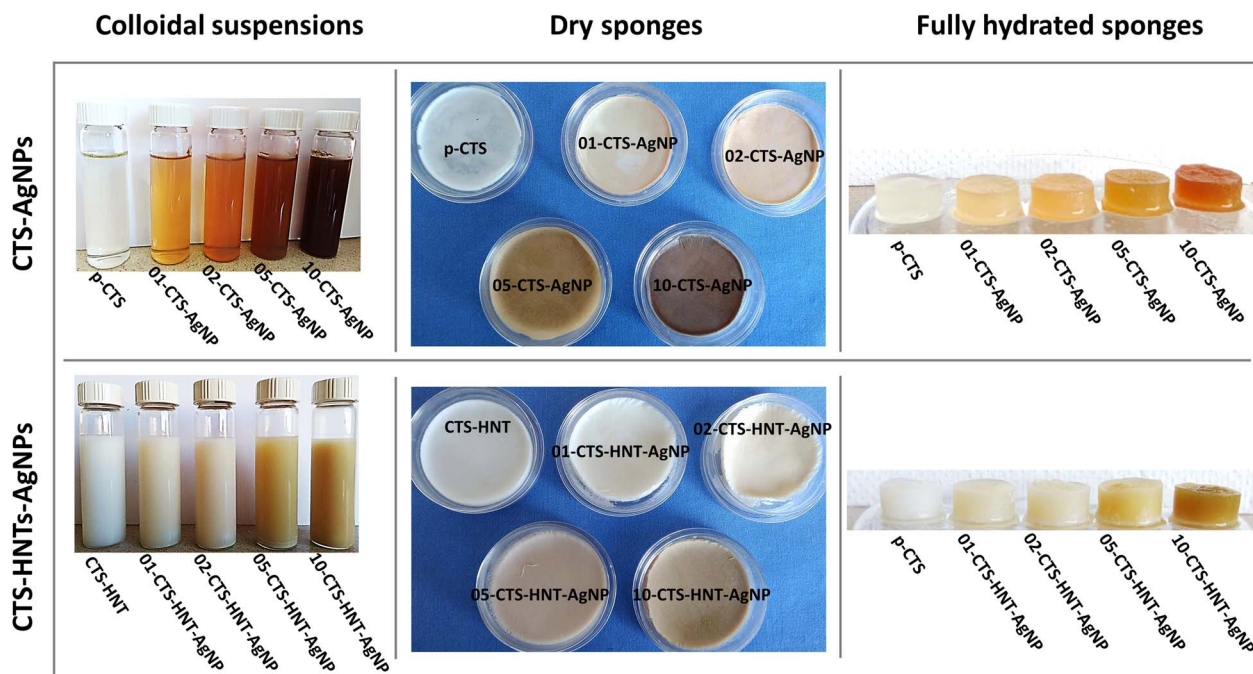 Colloidal suspensions
Dry sponges
Fully hydrated sponges
CTS-AgNPs
p-CTS
01-CTS-AgNP
02-CTS-AgNP
05-CTS-AgNP
10-CTS-AgNP
p-CTS
01-CTS-AgNP
02-CTS-AgNP
05-CTS-AgNP
10-CTS-AgNP
p-CTS
01-CTS-AgNP
02-CTS-AgNP
05-CTS-AgNP
10-CTS-AgNP
CTS-HNTs-AgNPs
CTS-HNT
01-CTS-HNT-AgNP
02-CTS-HNT-AgNP
05-CTS-HNT-AgNP
10-CTS-HNT-AgNP
CTS-HNT
01-CTS-HNT-AgNP
02-CTS-HNT-AgNP
05-CTS-HNT-AgNP
10-CTS-HNT-AgNP
p-CTS
01-CTS-HNT-AgNP
02-CTS-HNT-AgNP
05-CTS-HNT-AgNP
10-CTS-HNT-AgNP